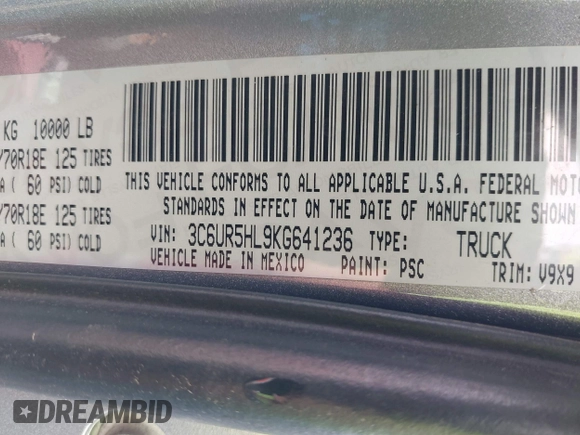 KG 10000 LB
70R18E 125 TIRES
( 60 PSI) COLD
70R18E 125 TIRES
( 60 PSI) COLD
THIS VEHICLE CONFORMS TO ALL APPLICABLE U.S.A. FEDERAL MOT
STANDARDS IN EFFECT ON THE DATE OF MANUFACTURE SHOWN
VIN: 3C6UR5HL9KG641236 TYPE: TRUCK
VEHICLE MADE IN MEXICO PAINT: PSC TRIM: V9X9
DREAMBID